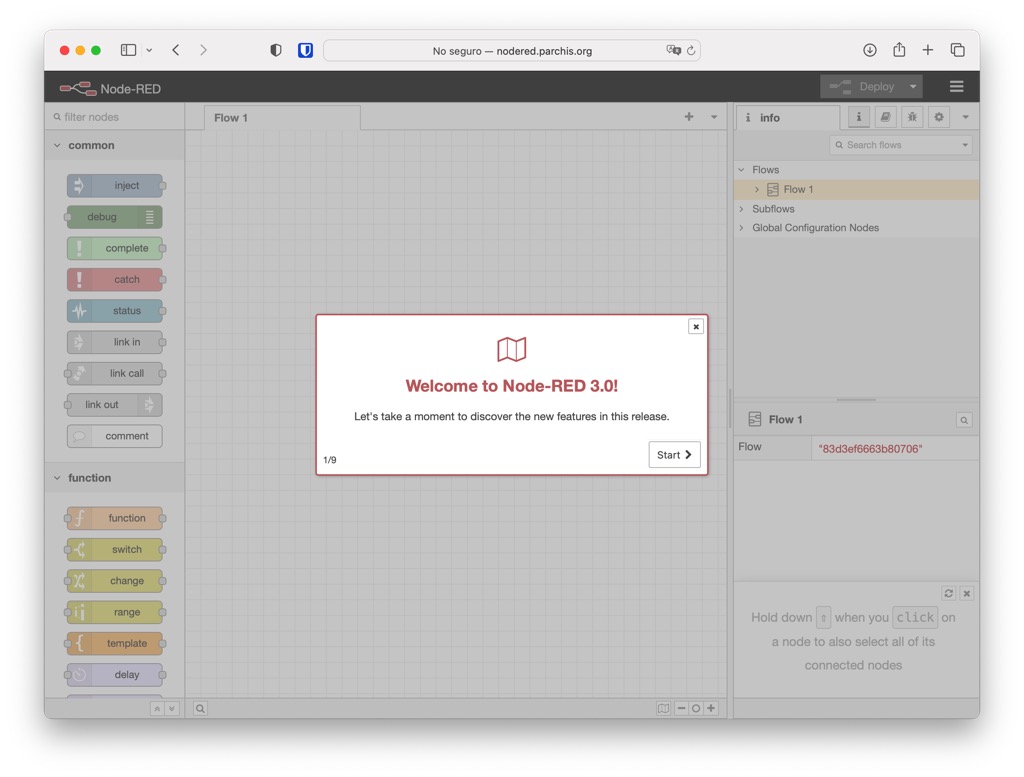 No seguro — nodered.parchis.org
Node-RED
Deploy
filter nodes
Flow 1
info
i
Search flows
common
inject
debug
complete
catch
status
link in
link call
link out
comment
function
function
switch
change
range
template
delay
Flows
Flow 1
Subflows
Global Configuration Nodes
Welcome to Node-RED 3.0!
Let's take a moment to discover the new features in this release.
1/9
Start
Flow 1
Flow "83d3ef6663b80706"
Hold down ⇧ when you click on
a node to also select all of its
connected nodes